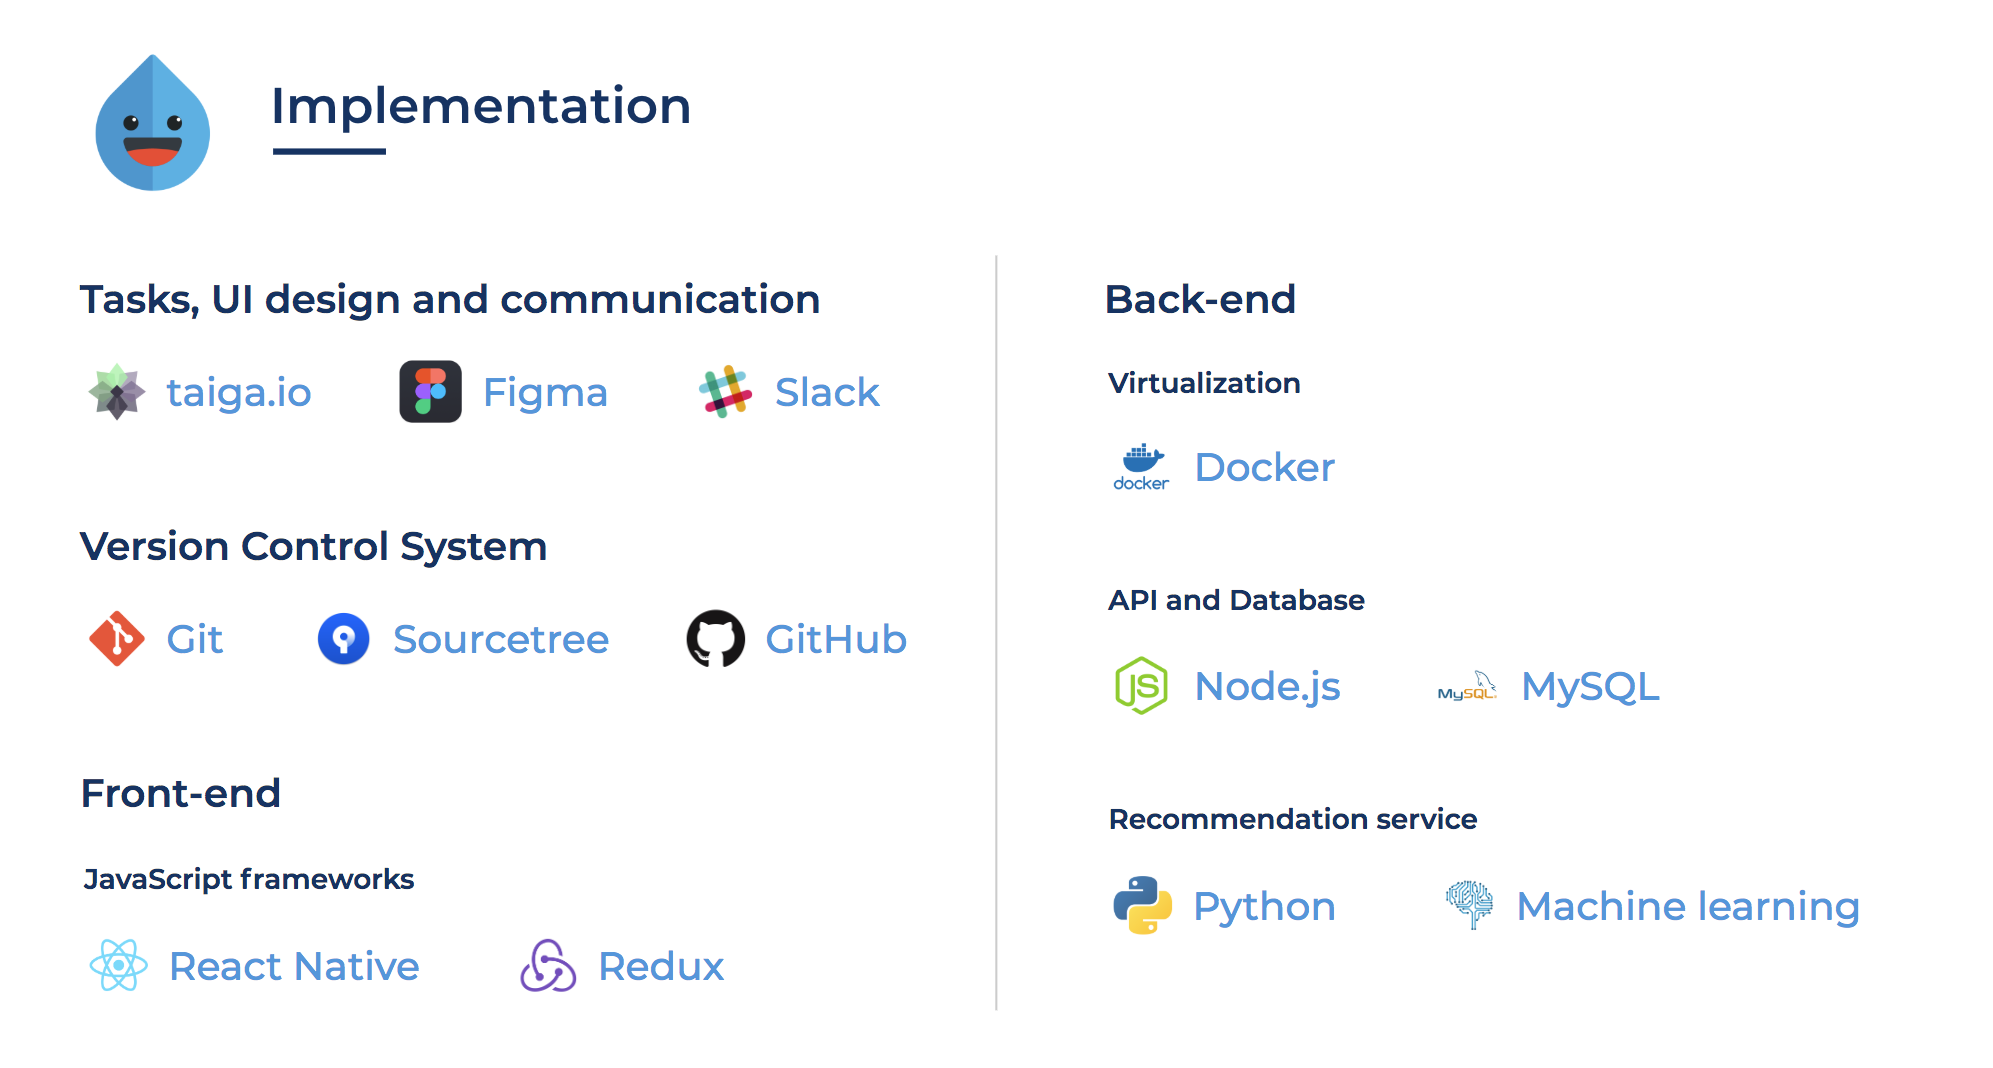 Implementation
Tasks, UI design and communication
taiga.io
Figma
Slack
Version Control System
Git
Sourcetree
GitHub
Front-end
JavaScript frameworks
React Native
Redux
Back-end
Virtualization
docker
Docker
API and Database
JS
Node.js
MySQL
MySQL
Recommendation service
Python
Machine learning